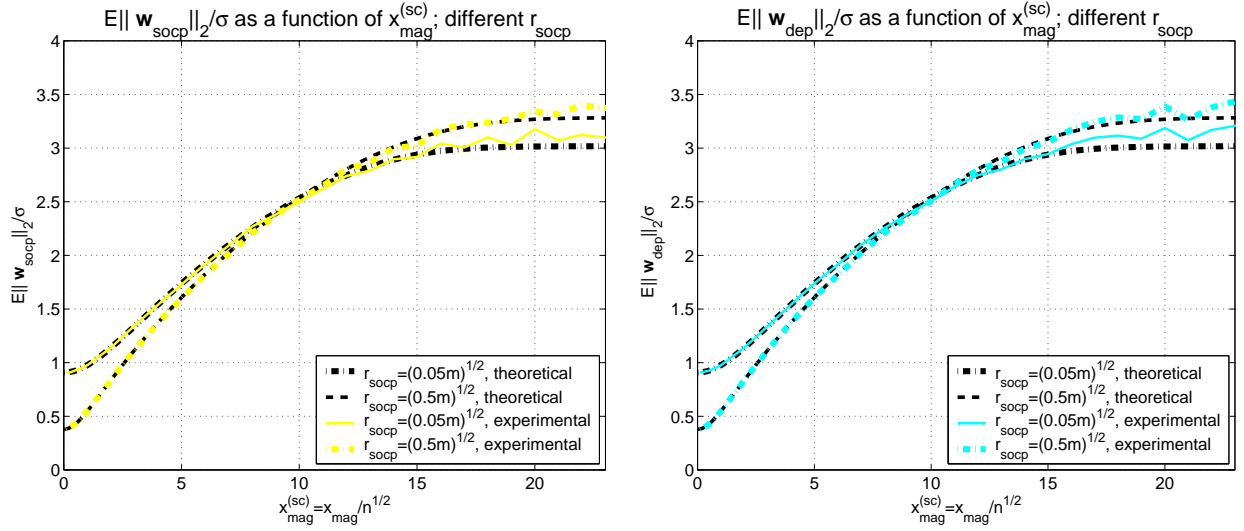 E|| w_socp||_2/σ as a function of x_mag^(sc); different r_socp
4
3.5
3
2.5
2
1.5
1
0.5
0
E|| w_socp||_2/σ
r_socp=(0.05m)^1/2, theoretical
r_socp=(0.5m)^1/2, theoretical
r_socp=(0.05m)^1/2, experimental
r_socp=(0.5m)^1/2, experimental
0 5 10 15 20
x_mag^(sc)=x_mag/n^1/2
E|| w_dep||_2/σ as a function of x_mag^(sc); different r_socp
4
3.5
3
2.5
2
1.5
1
0.5
0
E|| w_dep||_2/σ
r_socp=(0.05m)^1/2, theoretical
r_socp=(0.5m)^1/2, theoretical
r_socp=(0.05m)^1/2, experimental
r_socp=(0.5m)^1/2, experimental
0 5 10 15 20
x_mag^(sc)=x_mag/n^1/2